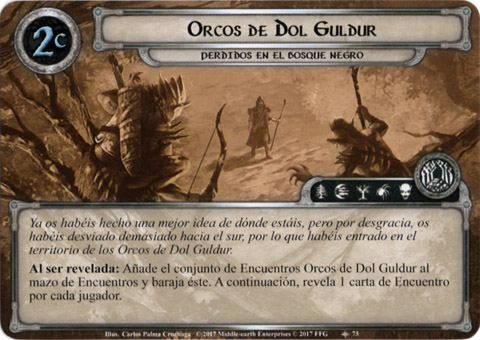 2C
Orcos de Dol Guldur
Perdidos en el Bosque Negro
Ya os habéis hecho una mejor idea de dónde estáis, pero por desgracia, os
habéis desviado demasiado hacia el sur, por lo que habéis entrado en el
territorio de los Orcos de Dol Guldur.
Al ser revelada: Añade el conjunto de Encuentros Orcos de Dol Guldur al
mazo de Encuentros y baraja éste. A continuación, revela 1 carta de Encuentro
por cada jugador.
Illus. Carlos Palma Cruchaga ©2017 Middle-earth Enterprises © 2017 FFG 73